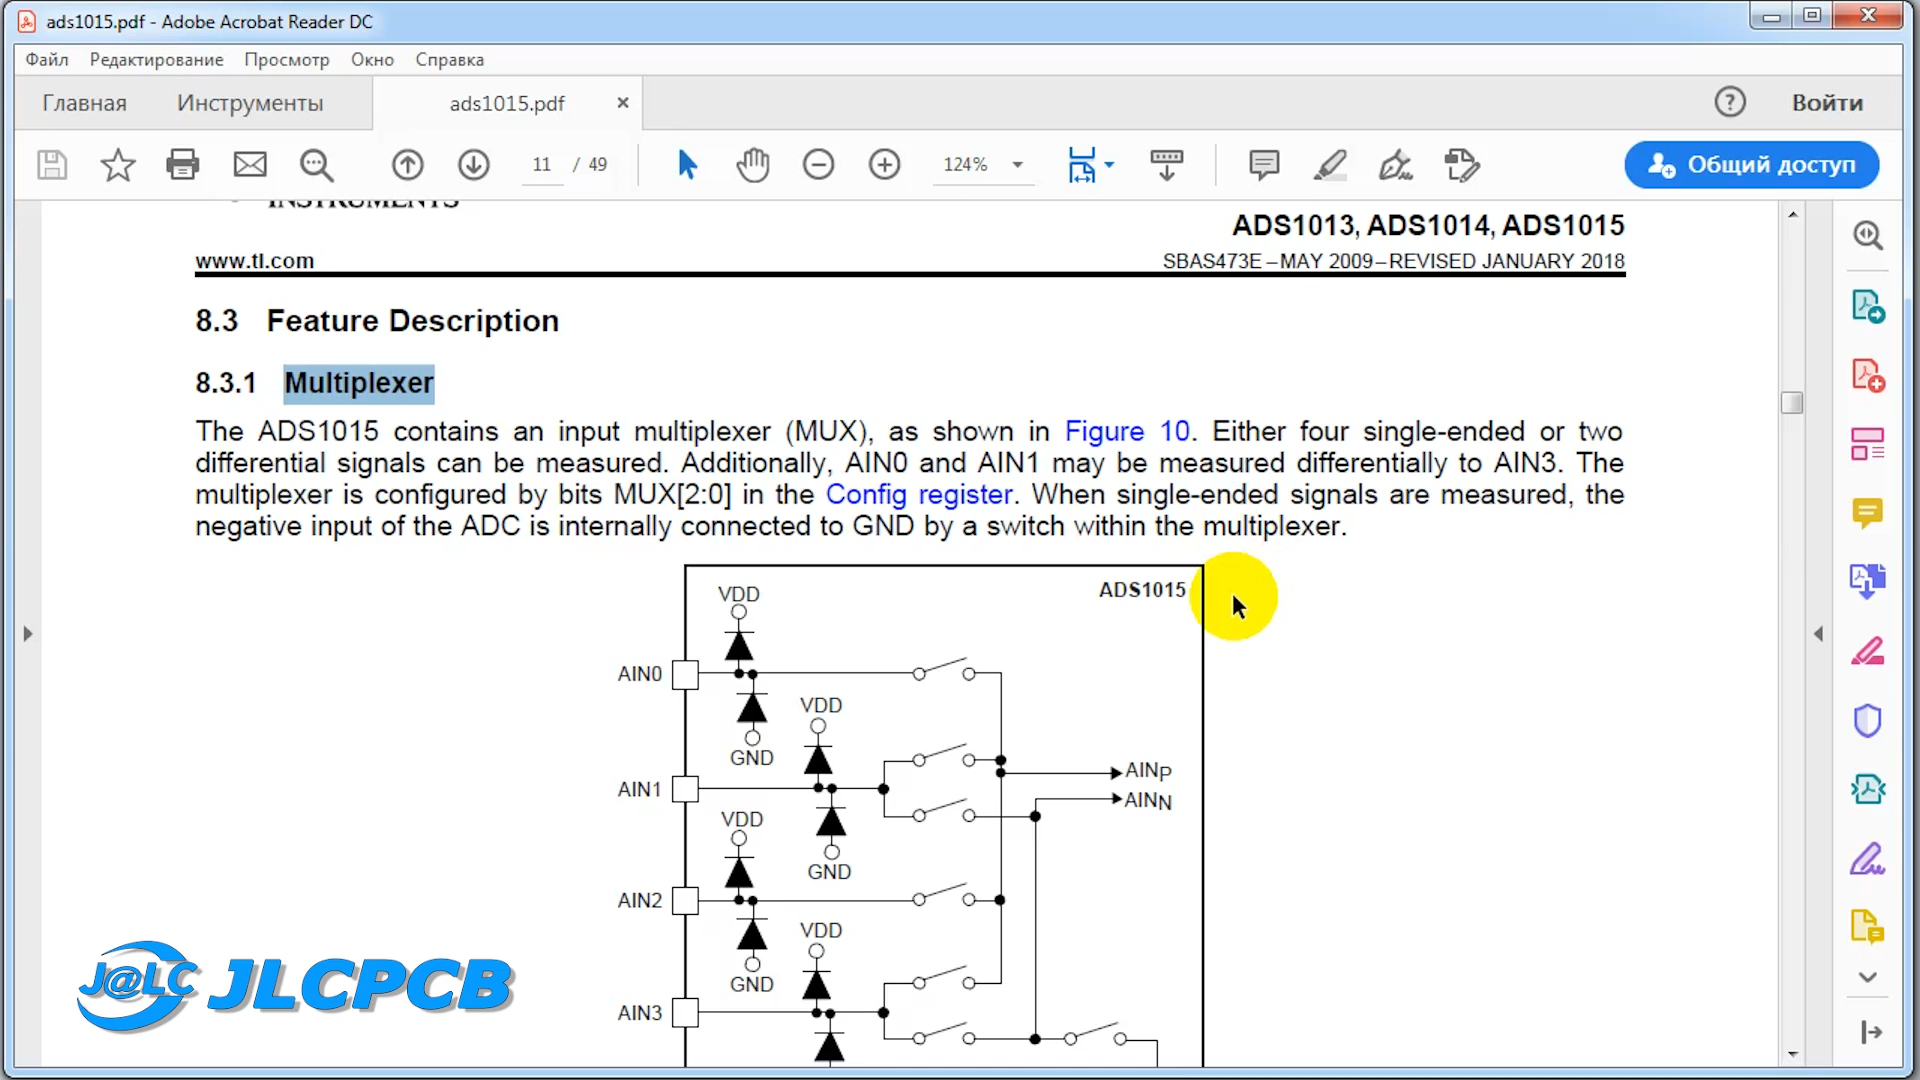 ads1015.pdf - Adobe Acrobat Reader DC
Файл Редактирование Просмотр Окно Справка
Главная Инструменты ads1015.pdf Войти
11 / 49 124% Общий доступ
INSTRUMENTS
ADS1013, ADS1014, ADS1015
www.tl.com SBAS473E – MAY 2009 – REVISED JANUARY 2018
8.3 Feature Description
8.3.1 Multiplexer
The ADS1015 contains an input multiplexer (MUX), as shown in Figure 10. Either four single-ended or two
differential signals can be measured. Additionally, AIN0 and AIN1 may be measured differentially to AIN3. The
multiplexer is configured by bits MUX[2:0] in the Config register. When single-ended signals are measured, the
negative input of the ADC is internally connected to GND by a switch within the multiplexer.
VDD ADS1015
AIN0
VDD
GND
AINP
AIN1
AINN
VDD
GND
AIN2
VDD
GND
AIN3
J@LC JLCPCB